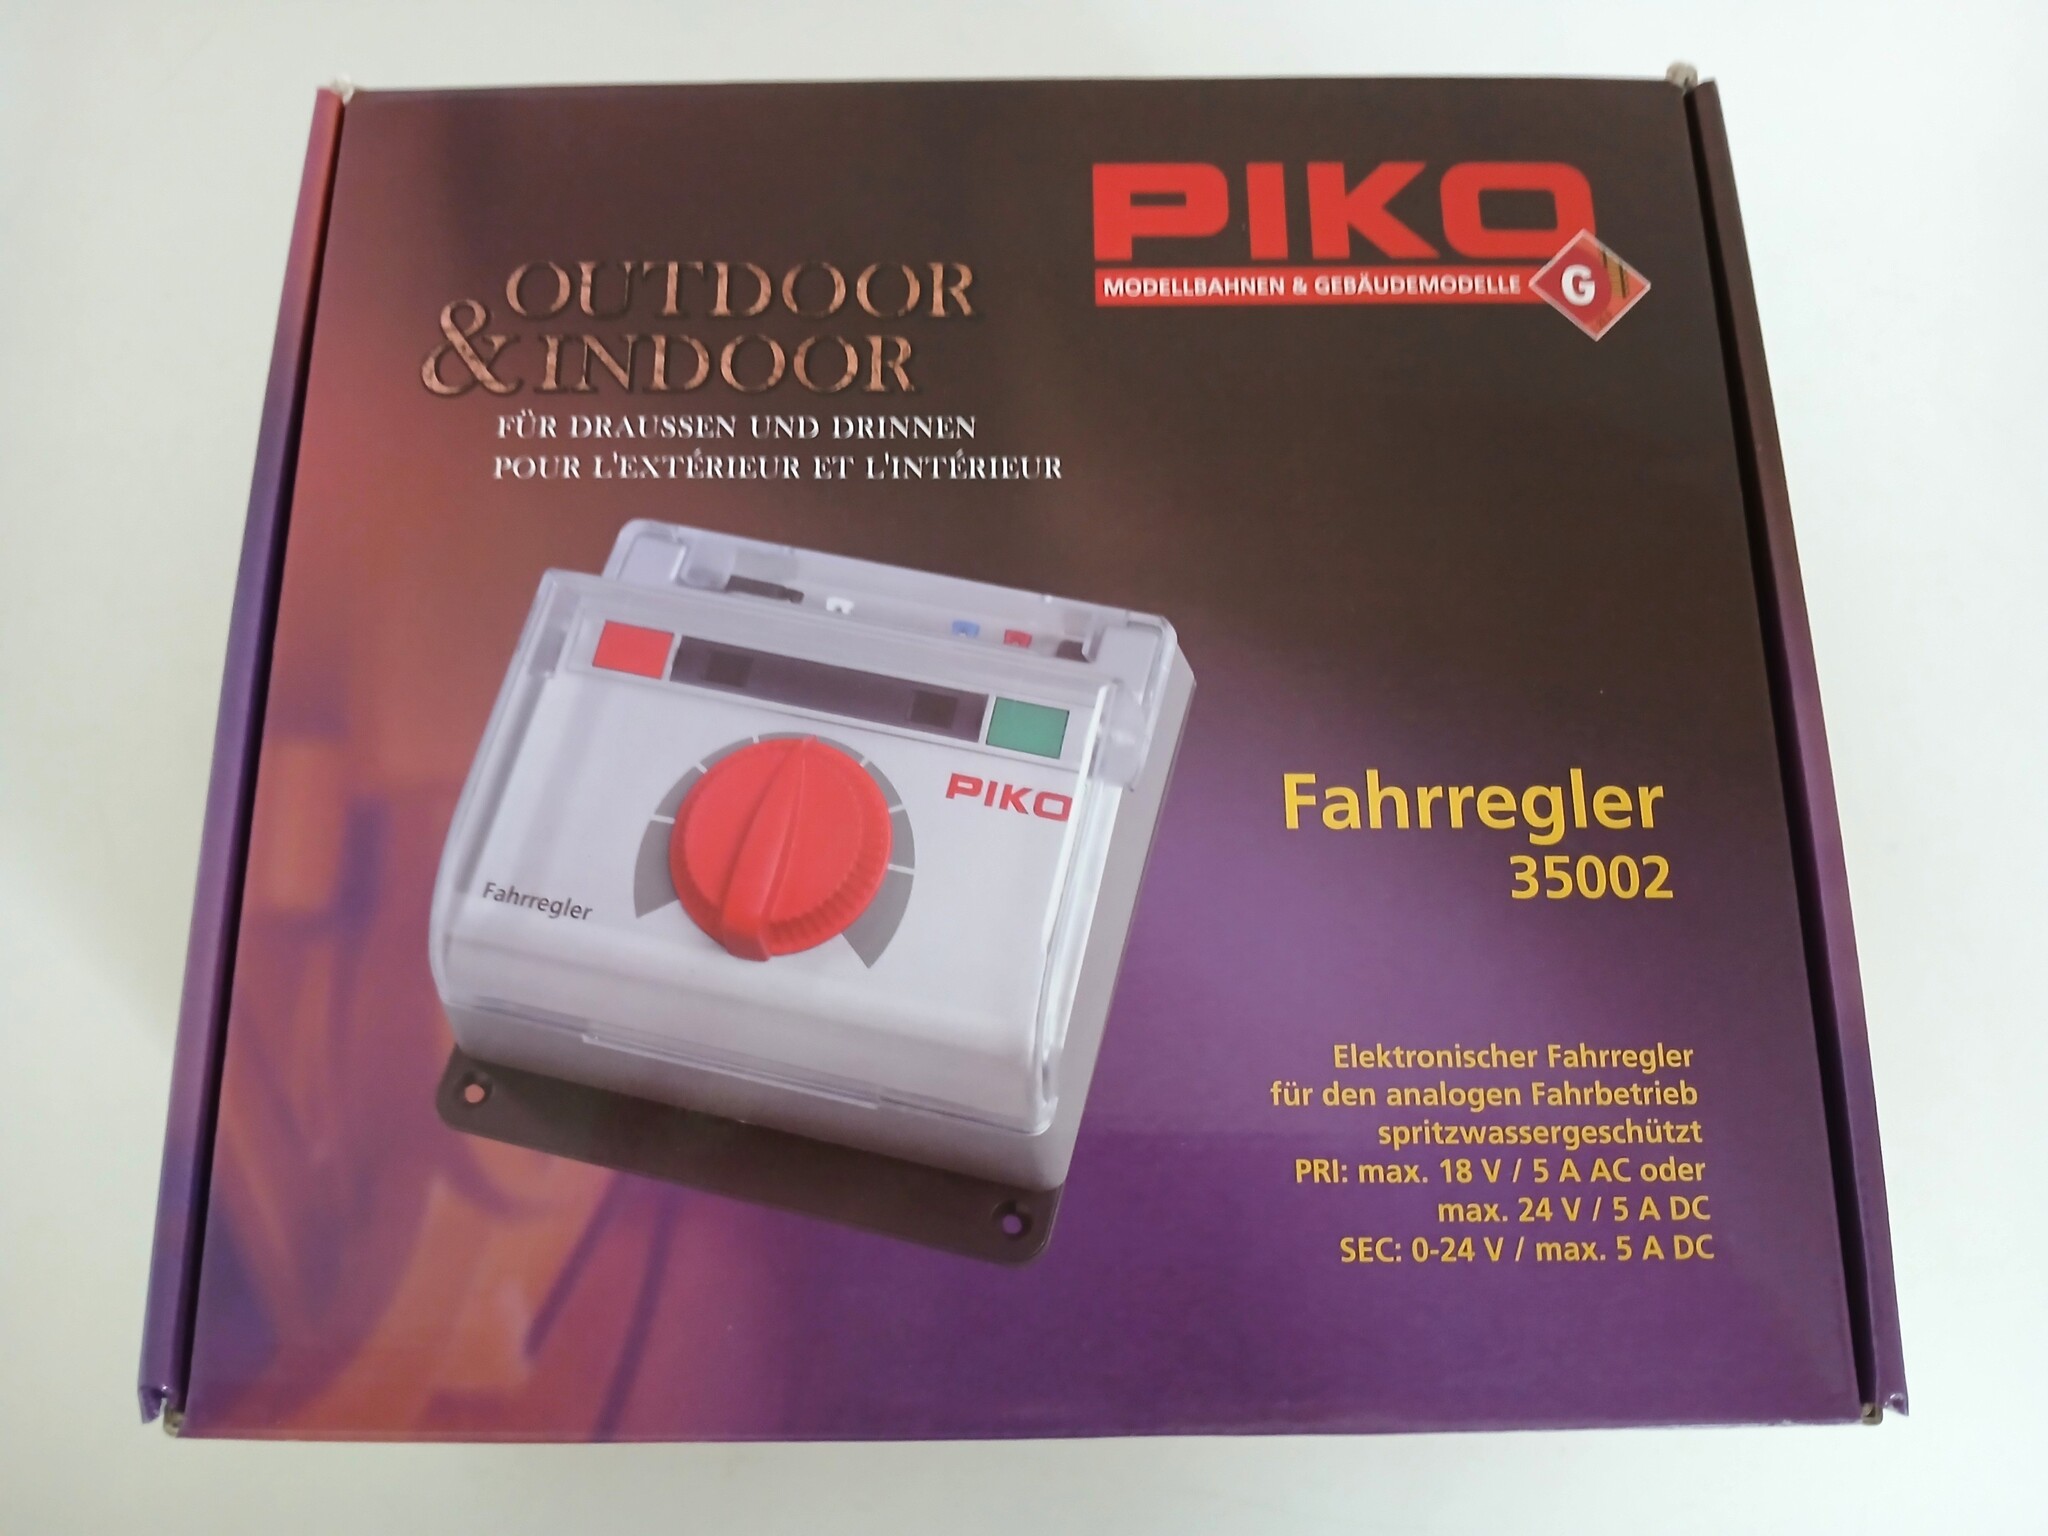 PIKO
MODELLBAHNEN & GEBÄUDEMODELLE
G
OUTDOOR
& INDOOR
FÜR DRAUSSEN UND DRINNEN
POUR L'EXTÉRIEUR ET L'INTÉRIEUR
PIKO
Fahrregler
Fahrregler
35002
Elektronischer Fahrregler
für den analogen Fahrbetrieb
spritzwassergeschützt
PRI: max. 18 V / 5 A AC oder
max. 24 V / 5 A DC
SEC: 0-24 V / max. 5 A DC